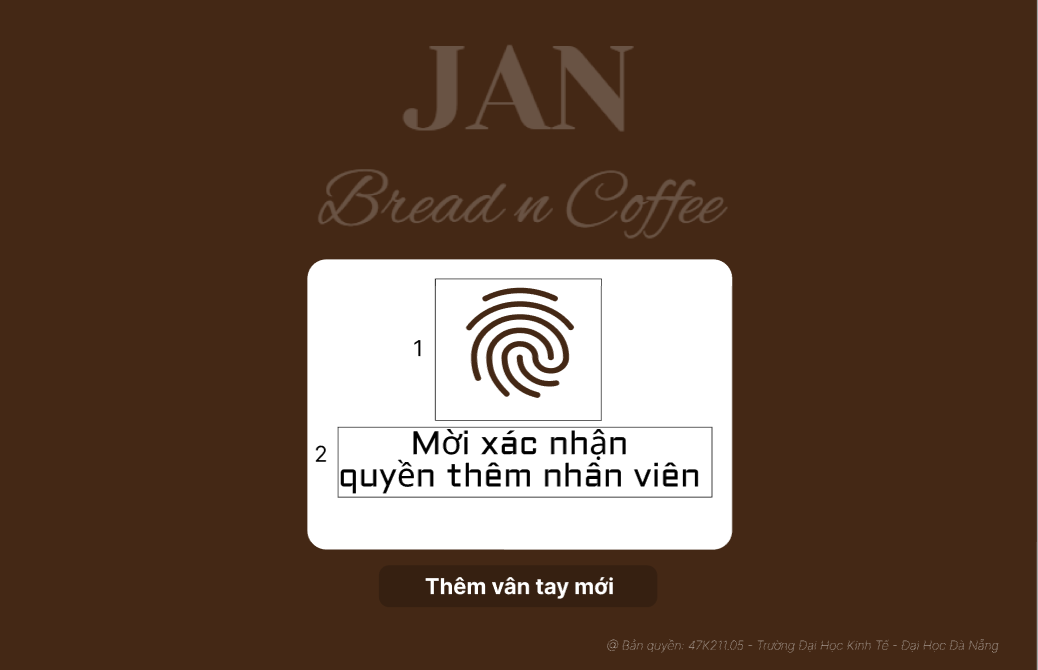 JAN
Bread n Coffee
1
2
Mời xác nhận
quyền thêm nhân viên
Thêm vân tay mới
@ Bản quyền: 47K211.05 - Trường Đại Học Kinh Tế - Đại Học Đà Nẵng